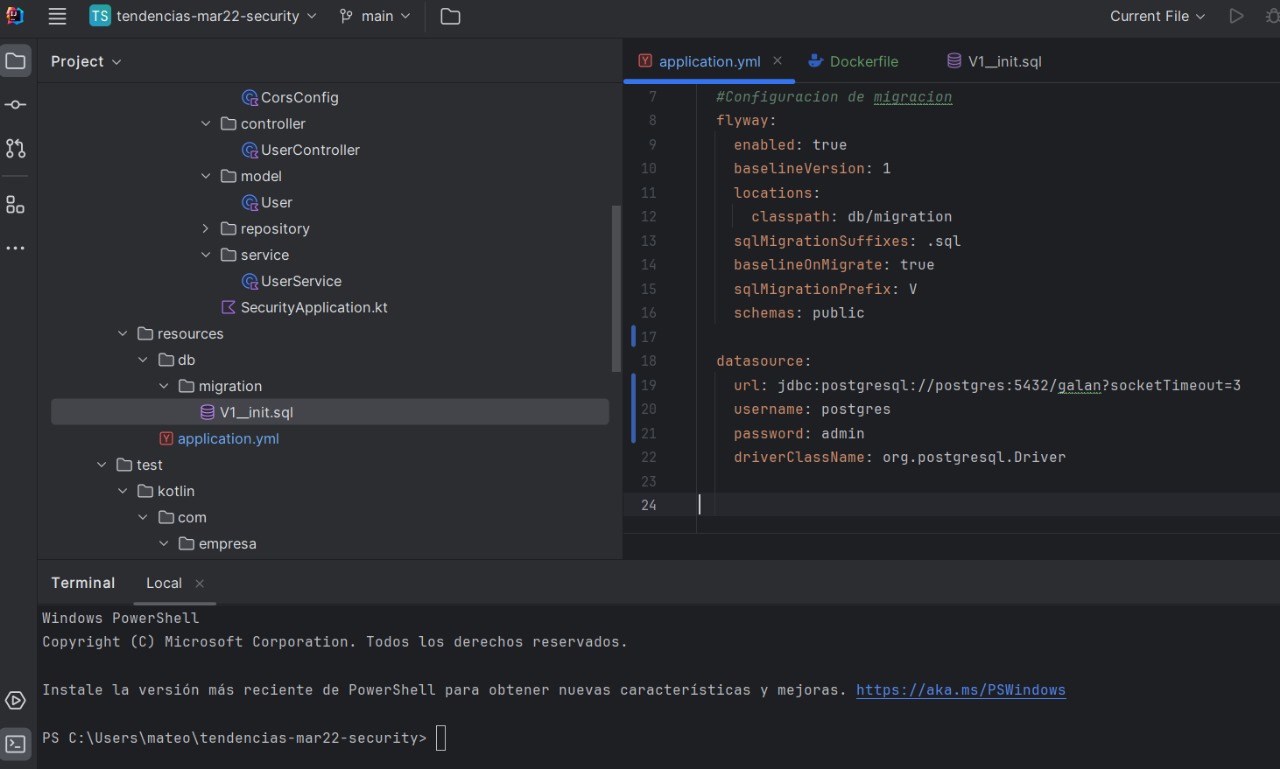 TS tendencias-mar22-security main Current File
Project
CorsConfig
controller
UserController
model
User
repository
service
UserService
SecurityApplication.kt
resources
db
migration
V1__init.sql
application.yml
test
kotlin
com
empresa
application.yml Dockerfile V1__init.sql
7 #Configuracion de migracion
8 flyway:
9 enabled: true
10 baselineVersion: 1
11 locations:
12 classpath: db/migration
13 sqlMigrationSuffixes: .sql
14 baselineOnMigrate: true
15 sqlMigrationPrefix: V
16 schemas: public
17
18 datasource:
19 url: jdbc:postgresql://postgres:5432/galan?socketTimeout=3
20 username: postgres
21 password: admin
22 driverClassName: org.postgresql.Driver
23
24
Terminal Local
Windows PowerShell
Copyright (C) Microsoft Corporation. Todos los derechos reservados.
Instale la versión más reciente de PowerShell para obtener nuevas características y mejoras. https://aka.ms/PSWindows
PS C:\Users\mateo\tendencias-mar22-security>